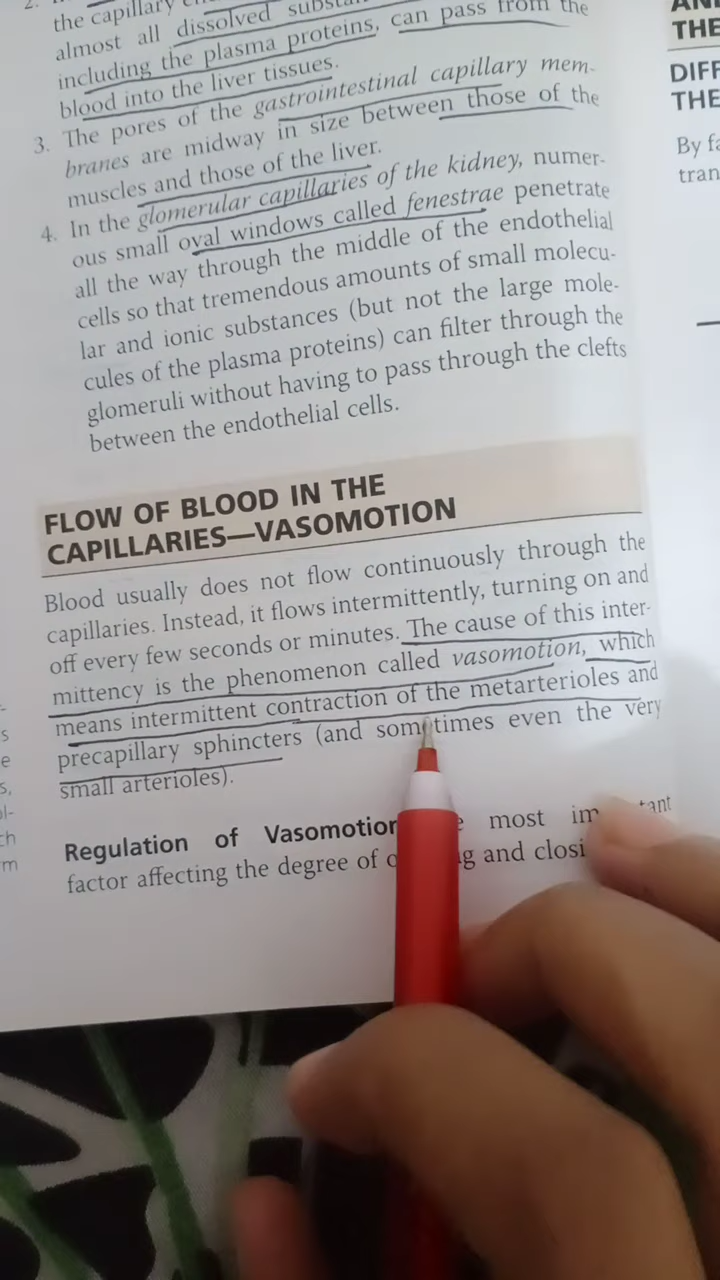 2.
the capillary
almost all dissolved
including the plasma proteins, can pass from the
blood into the liver tissues.
3. The pores of the gastrointestinal capillary mem-
branes are midway in size between those of the
muscles and those of the liver.
4. In the glomerular capillaries of the kidney, numer-
ous small oval windows called fenestrae penetrate
all the way through the middle of the endothelial
cells so that tremendous amounts of small molecu-
lar and ionic substances (but not the large mole-
cules of the plasma proteins) can filter through the
glomeruli without having to pass through the clefts
between the endothelial cells.
FLOW OF BLOOD IN THE
CAPILLARIES—VASOMOTION
Blood usually does not flow continuously through the
capillaries. Instead, it flows intermittently, turning on and
off every few seconds or minutes. The cause of this inter-
mittency is the phenomenon called vasomotion, which
means intermittent contraction of the metarterioles and
precapillary sphincters (and sometimes even the very
small arterioles).
Regulation of Vasomotion most
factor affecting the degree of and
THE
DIFF
THE
By fa
tran